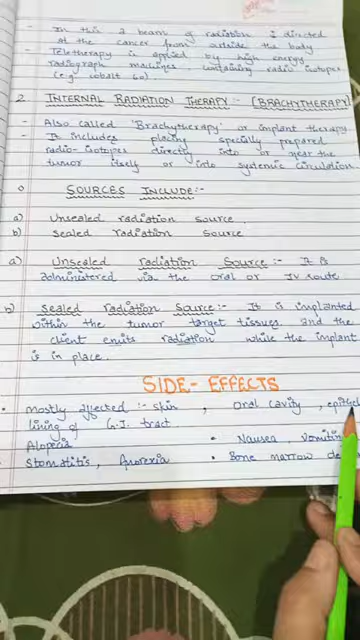 - In this a beam of radiation is directed
at the cancer from outside the body
- Teletherapy is applied by high energy
radiograph machines, containing radio isotopes
(e.g. cobalt 60)
2. INTERNAL RADIATION THERAPY :- [BRACHYTHERAPY]
- Also called "Brachytherapy or implant therapy
- It includes placing specially prepared
radio-isotopes directly into or near the
tumor itself or into systemic circulation
SOURCES INCLUDE:-
a) Unsealed radiation source.
b) Sealed radiation source
a) Unsealed radiation Source :- It is
administered via the oral or IV route.
b) Sealed radiation Source :- It is implanted
within the tumor target tissues and the
client emits radiation while the implant
is in place.
SIDE-EFFECTS
• Mostly affected :- skin, oral cavity, epithel
lining of G.I tract
Alopecia • Nausea, vomitin
Stomatitis, Anorexia • Bone marrow de